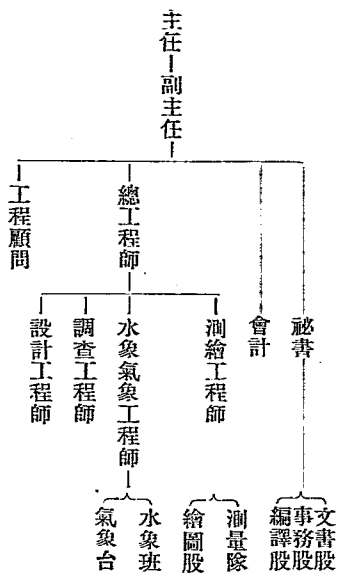 主任
副主任
祕書
會計
總工程師
工程顧問
測繪工程師
水象氣象工程師
調查工程師
設計工程師
文書股
事務股
編譯股
測量隊
繪圖股
水象班
氣象台